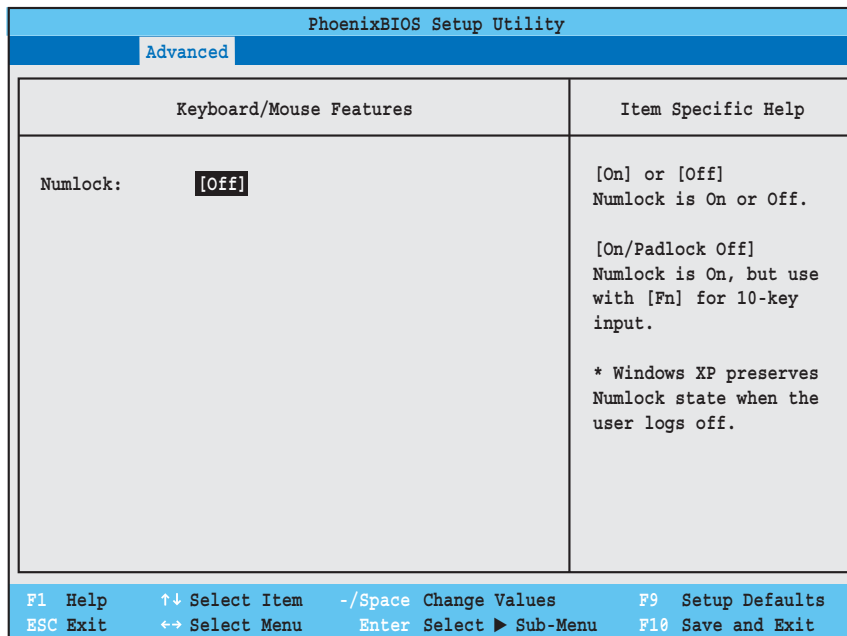 PhoenixBIOS Setup Utility
Advanced
Keyboard/Mouse Features
Item Specific Help
Numlock: [Off]
[On] or [Off]
Numlock is On or Off.
[On/Padlock Off]
Numlock is On, but use
with [Fn] for 10-key
input.
* Windows XP preserves
Numlock state when the
user logs off.
F1 Help ↑↓ Select Item -/Space Change Values F9 Setup Defaults
ESC Exit ←→ Select Menu Enter Select ▶ Sub-Menu F10 Save and Exit